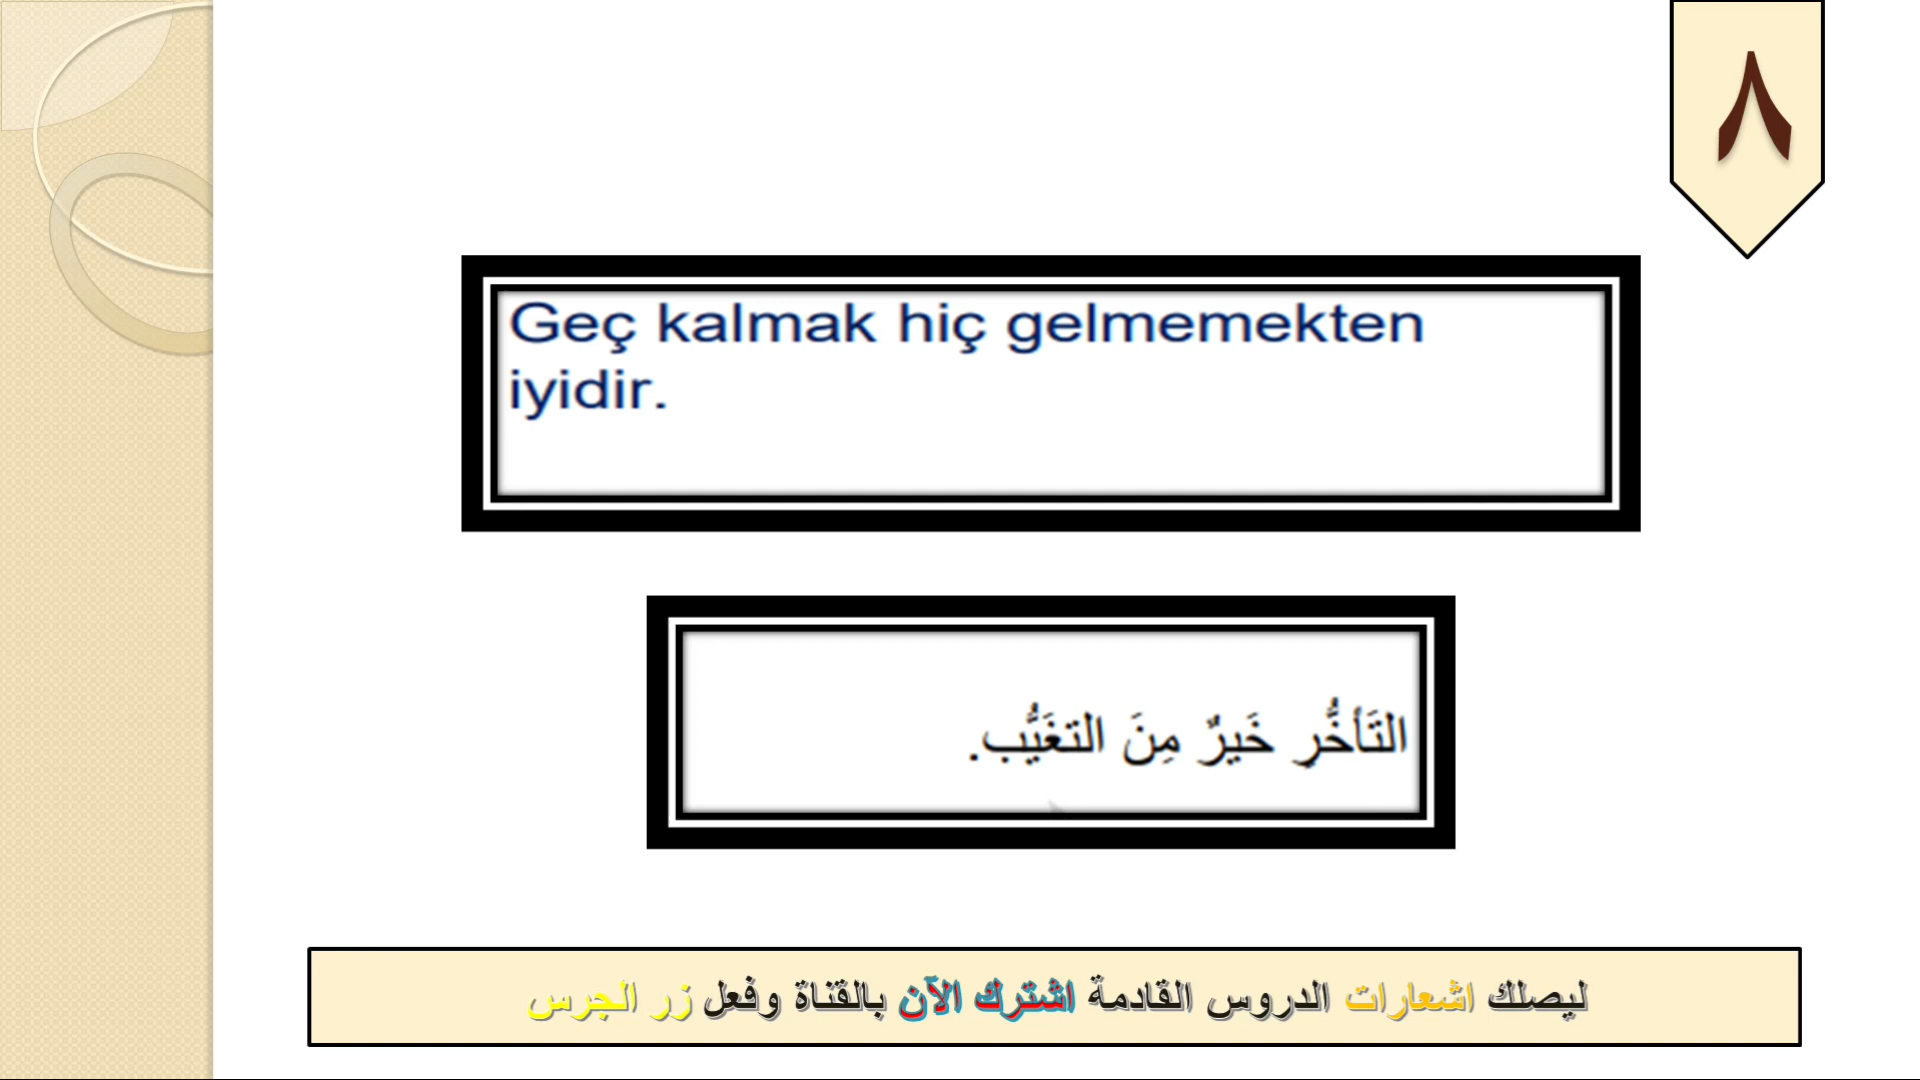 ٨
Geç kalmak hiç gelmemekten
iyidir.
التَأخُّرِ خَيرٌ مِنَ التغَيُّب.
ليصلك اشعارات الدروس القادمة اشترك الآن بالقناة وفعل زر الجرس